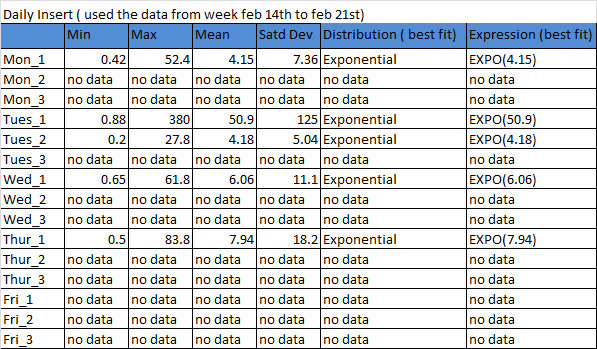 Daily Insert ( used the data from week feb 14th to feb 21st)
Min Max Mean Satd Dev Distribution ( best fit) Expression (best fit)
Mon_1 0.42 52.4 4.15 7.36 Exponential EXPO(4.15)
Mon_2 no data no data no data no data no data no data
Mon_3 no data no data no data no data no data no data
Tues_1 0.88 380 50.9 125 Exponential EXPO(50.9)
Tues_2 0.2 27.8 4.18 5.04 Exponential EXPO(4.18)
Tues_3 no data no data no data no data no data no data
Wed_1 0.65 61.8 6.06 11.1 Exponential EXPO(6.06)
Wed_2 no data no data no data no data no data no data
Wed_3 no data no data no data no data no data no data
Thur_1 0.5 83.8 7.94 18.2 Exponential EXPO(7.94)
Thur_2 no data no data no data no data no data no data
Thur_3 no data no data no data no data no data no data
Fri_1 no data no data no data no data no data no data
Fri_2 no data no data no data no data no data no data
Fri_3 no data no data no data no data no data no data